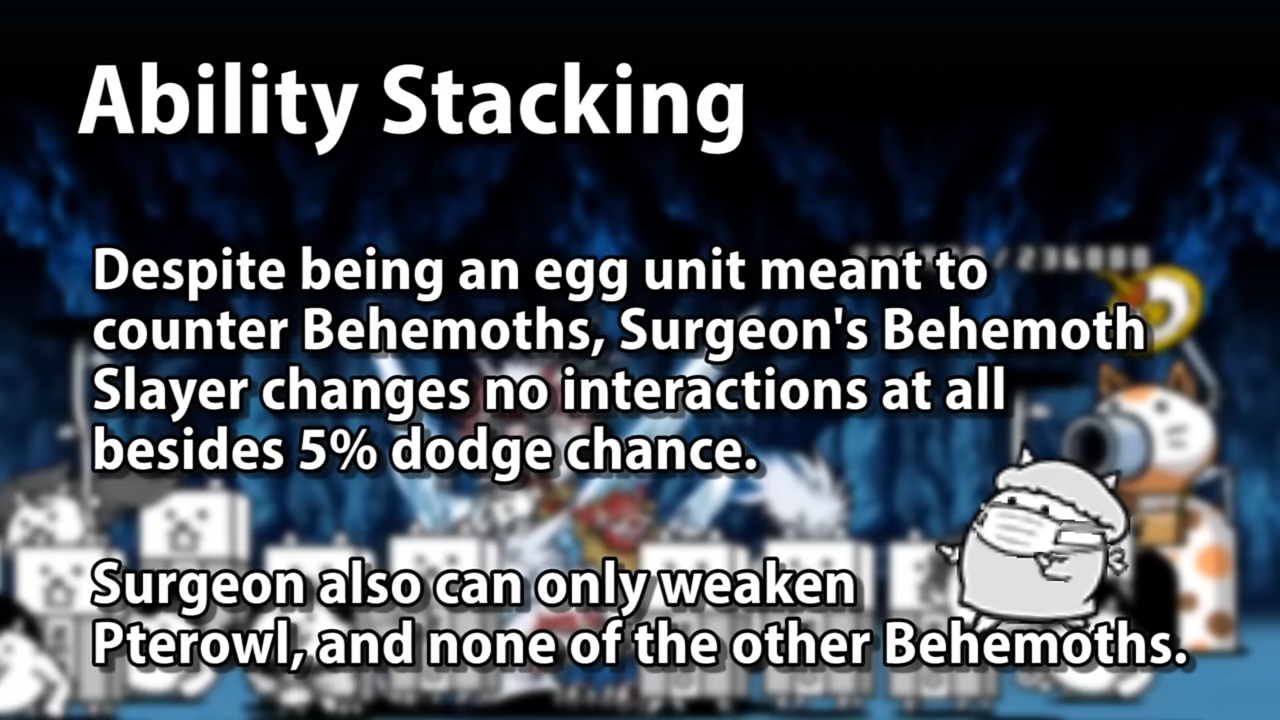 Ability Stacking
Despite being an egg unit meant to
counter Behemoths, Surgeon's Behemoth
Slayer changes no interactions at all
besides 5% dodge chance.
Surgeon also can only weaken
Pterowl, and none of the other Behemoths.